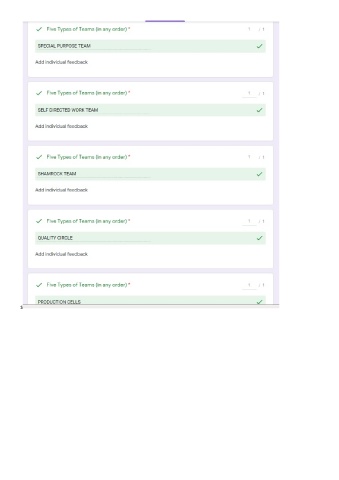 Five Types of Teams (in any order) *
1 / 1
SPECIAL PURPOSE TEAM
Add individual feedback
Five Types of Teams (in any order) *
1 / 1
SELF DIRECTED WORK TEAM
Add individual feedback
Five Types of Teams (in any order) *
1 / 1
SHAMROCK TEAM
Add individual feedback
Five Types of Teams (in any order) *
1 / 1
QUALITY CIRCLE
Add individual feedback
Five Types of Teams (in any order) *
1 / 1
PRODUCTION CELLS